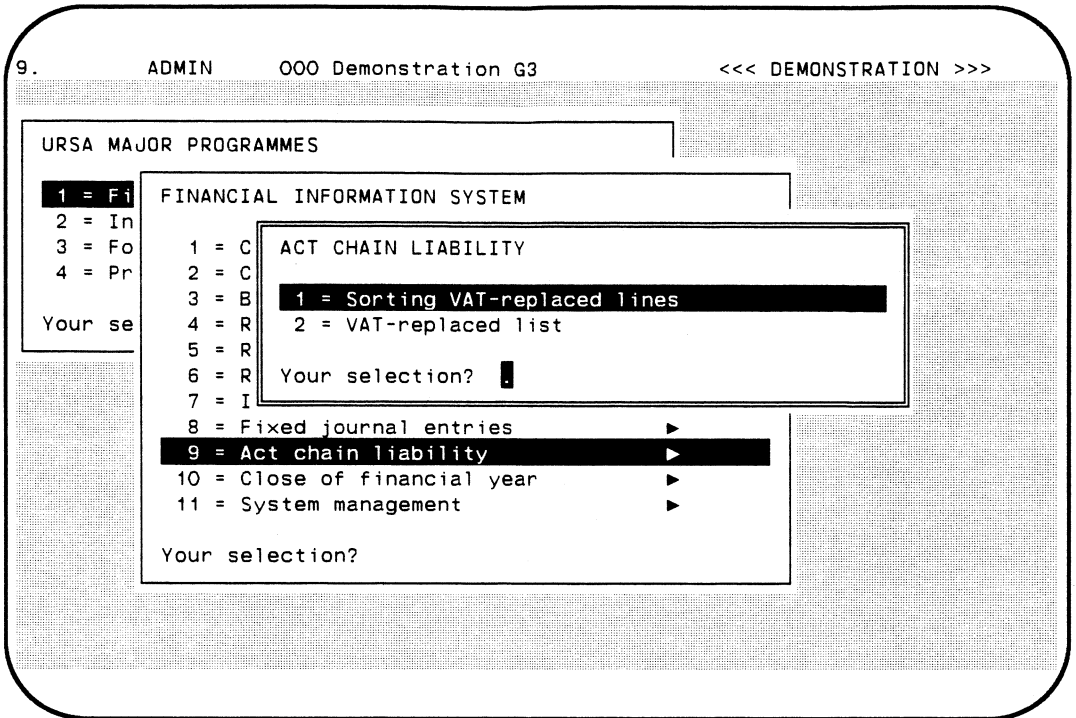 9. ADMIN 000 Demonstration G3 <<< DEMONSTRATION >>>
URSA MAJOR PROGRAMMES
1 = Fi
2 = In
3 = Fo
4 = Pr
Your se
FINANCIAL INFORMATION SYSTEM
1 = C
2 = C
3 = B
4 = R
5 = R
6 = R
7 = I
8 = Fixed journal entries ►
9 = Act chain liability ►
10 = Close of financial year ►
11 = System management ►
Your selection?
ACT CHAIN LIABILITY
1 = Sorting VAT-replaced lines
2 = VAT-replaced list
Your selection? .